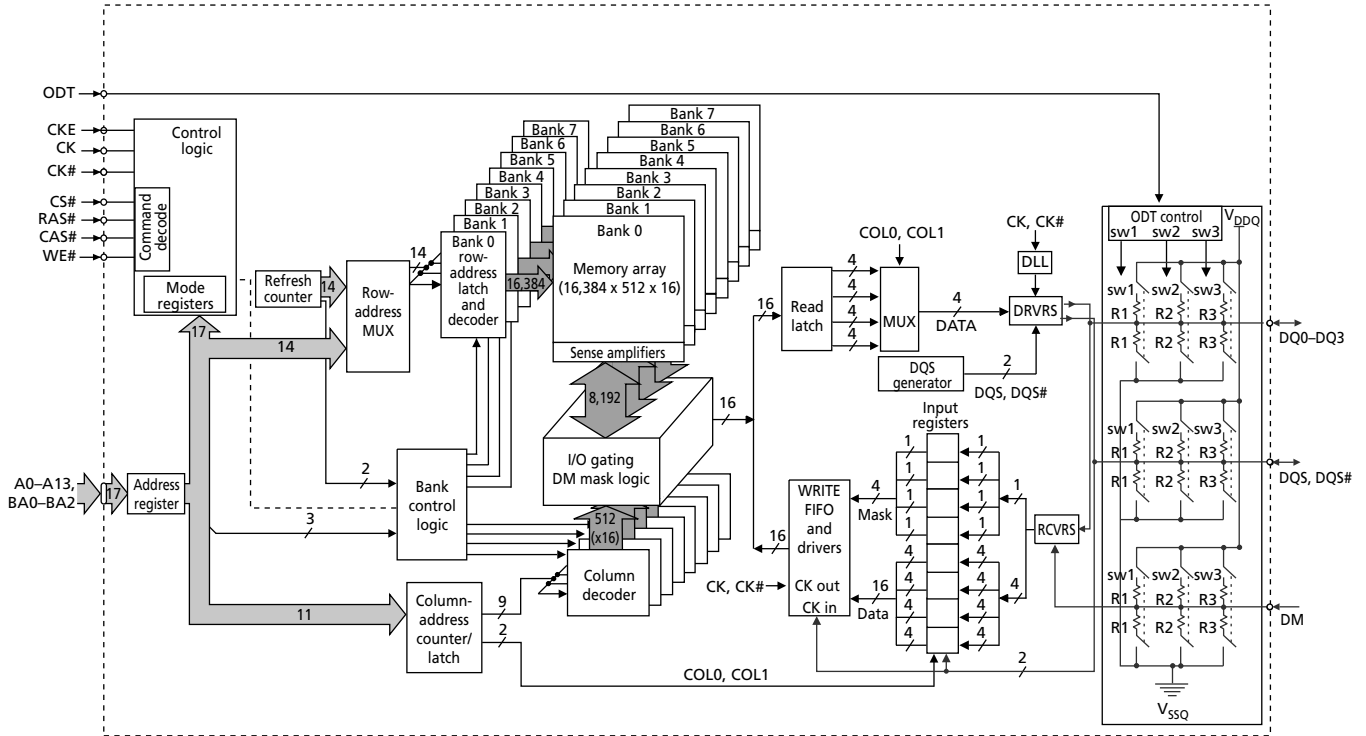 ODT
CKE
CK
CK#
CS#
RAS#
CAS#
WE#
Control
logic
Command
decode
Mode
registers
A0–A13,
BA0–BA2
17
Address
register
17
14
3
11
2
Refresh
counter
14
Row-
address
MUX
14
Bank 7
Bank 6
Bank 5
Bank 4
Bank 3
Bank 2
Bank 1
Bank 0
row-
address
latch
and
decoder
16,384
Bank 7
Bank 6
Bank 5
Bank 4
Bank 3
Bank 2
Bank 1
Bank 0
Memory array
(16,384 x 512 x 16)
Sense amplifiers
8,192
I/O gating
DM mask logic
512
(x16)
Column
decoder
Bank
control
logic
Column-
address
counter/
latch
9
2
COL0, COL1
16
16
16
Read
latch
4
4
4
4
COL0, COL1
MUX
4
DATA
DQS
generator
2
DQS, DQS#
CK, CK#
DLL
DRVRS
Input
registers
1
1
1
1
4
4
4
4
1
1
1
1
4
4
4
4
4
Mask
16
Data
WRITE
FIFO
and
drivers
CK out
CK in
CK, CK#
1
4
RCVRS
2
ODT control
sw1 sw2 sw3
VDDQ
sw1 sw2 sw3
R1 R2 R3
R1 R2 R3
sw1 sw2 sw3
R1 R2 R3
R1 R2 R3
sw1 sw2 sw3
R1 R2 R3
R1 R2 R3
VSSQ
DQ0–DQ3
DQS, DQS#
DM